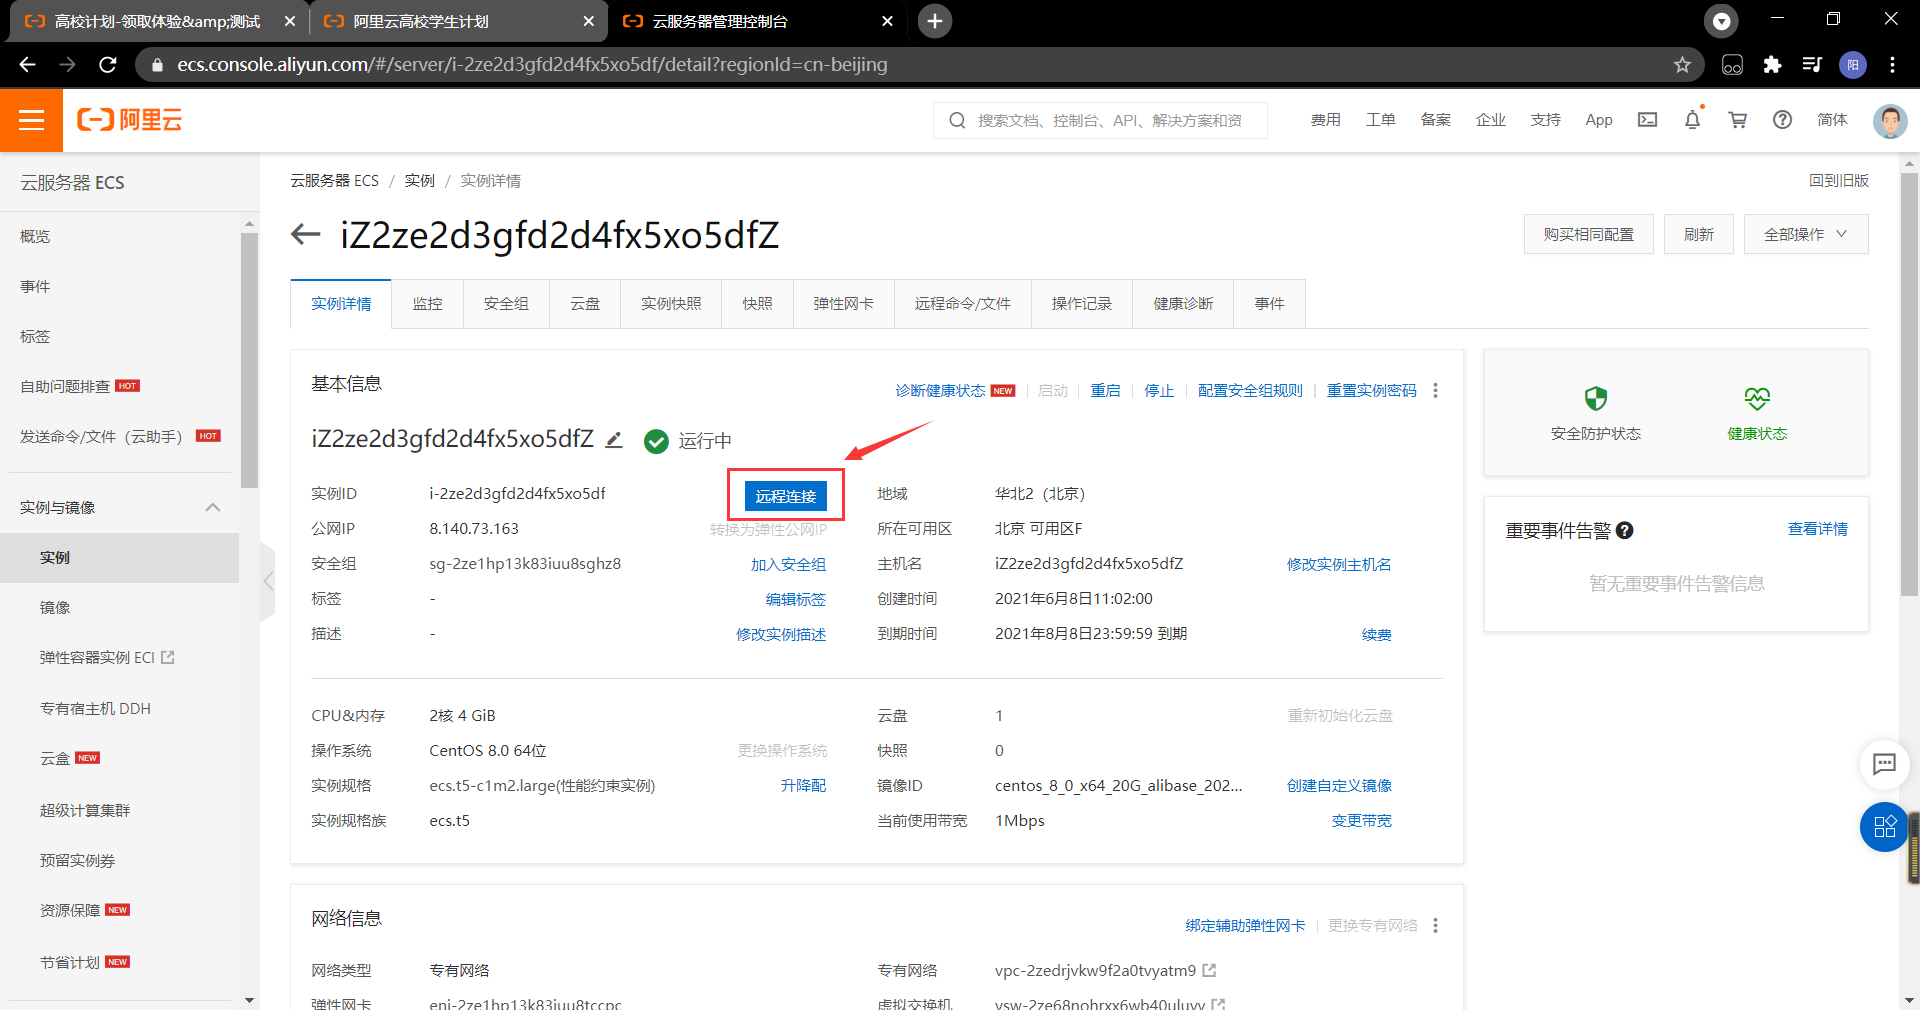 高校计划-领取体验&amp;测试
阿里云高校学生计划
云服务器管理控制台
ecs.console.aliyun.com/#/server/i-2ze2d3gfd2d4fx5xo5df/detail?regionId=cn-beijing
阳
阿里云
搜索文档、控制台、API、解决方案和资
费用 工单 备案 企业 支持 App 简体
云服务器 ECS
概览
事件
标签
自助问题排查 HOT
发送命令/文件（云助手） HOT
实例与镜像
实例
镜像
弹性容器实例 ECI
专有宿主机 DDH
云盒 NEW
超级计算集群
预留实例券
资源保障 NEW
节省计划 NEW
云服务器 ECS / 实例 / 实例详情
回到旧版
iZ2ze2d3gfd2d4fx5xo5dfZ
购买相同配置 刷新 全部操作
实例详情 监控 安全组 云盘 实例快照 快照 弹性网卡 远程命令/文件 操作记录 健康诊断 事件
基本信息
诊断健康状态 NEW 启动 重启 停止 配置安全组规则 重置实例密码
iZ2ze2d3gfd2d4fx5xo5dfZ 运行中
实例ID i-2ze2d3gfd2d4fx5xo5df 远程连接 地域 华北2（北京）
公网IP 8.140.73.163 转换为弹性公网IP 所在可用区 北京 可用区F
安全组 sg-2ze1hp13k83iuu8sghz8 加入安全组 主机名 iZ2ze2d3gfd2d4fx5xo5dfZ 修改实例主机名
标签 - 编辑标签 创建时间 2021年6月8日11:02:00
描述 - 修改实例描述 到期时间 2021年8月8日23:59:59 到期 续费
CPU&内存 2核 4 GiB 云盘 1 重新初始化云盘
操作系统 CentOS 8.0 64位 更换操作系统 快照 0
实例规格 ecs.t5-c1m2.large(性能约束实例) 升降配 镜像ID centos_8_0_x64_20G_alibase_202... 创建自定义镜像
实例规格族 ecs.t5 当前使用带宽 1Mbps 变更带宽
安全防护状态 健康状态
重要事件告警 查看详情
暂无重要事件告警信息
网络信息
绑定辅助弹性网卡 更换专有网络
网络类型 专有网络 专有网络 vpc-2zedrjvkw9f2a0tvyatm9
弹性网卡 eni-2ze1hp13k83iuu8tccpc 虚拟交换机 vsw-2ze68nohrxx6wb40uluvv